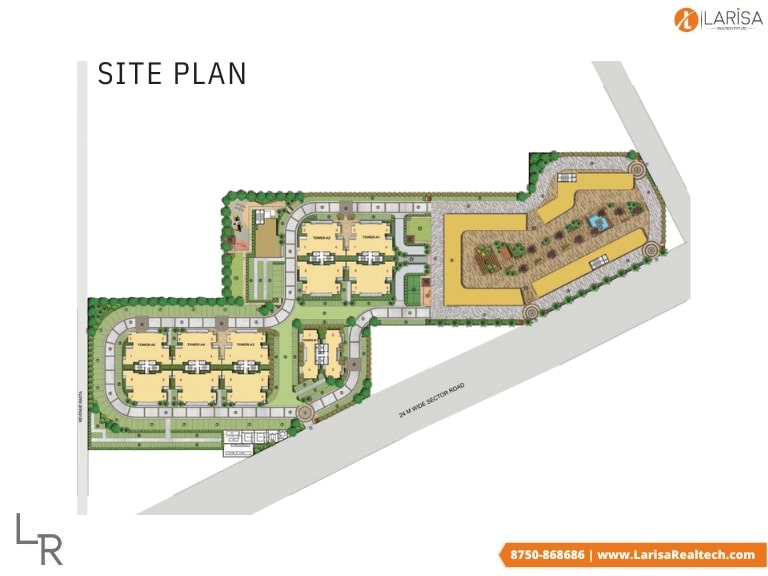 LARISA
REALTECH PVT LTD
SITE PLAN
TOWER-A2
TOWER-A1
TOWER-A5
TOWER-A4
TOWER-A3
REVENUE RASTA
24 M WIDE SECTOR ROAD
LR
8750-868686 | www.LarisaRealtech.com